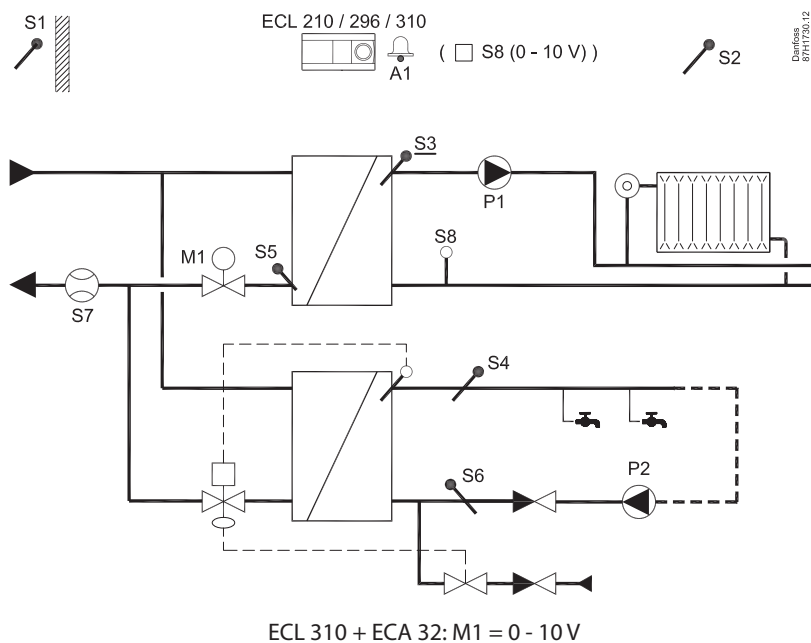 S1
ECL 210 / 296 / 310
A1
( S8 (0 - 10 V) )
S2
Danfoss
87H1730.12
S3
P1
M1
S5
S8
S7
S4
S6
P2
ECL 310 + ECA 32: M1 = 0 - 10 V